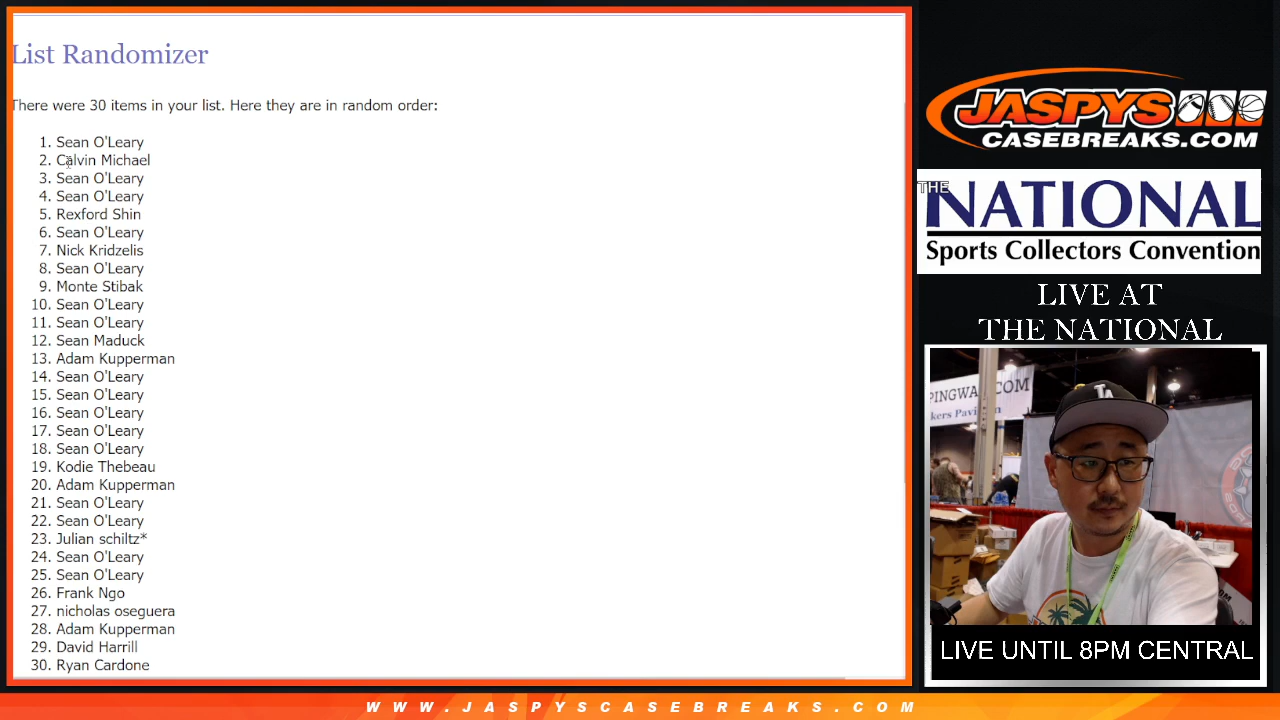 List Randomizer
There were 30 items in your list. Here they are in random order:
1. Sean O'Leary
2. Calvin Michael
3. Sean O'Leary
4. Sean O'Leary
5. Rexford Shin
6. Sean O'Leary
7. Nick Kridzelis
8. Sean O'Leary
9. Monte Stibak
10. Sean O'Leary
11. Sean O'Leary
12. Sean Maduck
13. Adam Kupperman
14. Sean O'Leary
15. Sean O'Leary
16. Sean O'Leary
17. Sean O'Leary
18. Sean O'Leary
19. Kodie Thebeau
20. Adam Kupperman
21. Sean O'Leary
22. Sean O'Leary
23. Julian schiltz*
24. Sean O'Leary
25. Sean O'Leary
26. Frank Ngo
27. nicholas oseguera
28. Adam Kupperman
29. David Harrill
30. Ryan Cardone
JASPYS
CASEBREAKS.COM
THE
NATIONAL
Sports Collectors Convention
LIVE AT
THE NATIONAL
LIVE UNTIL 8PM CENTRAL
WWW.JASPYSCASEBREAKS.COM